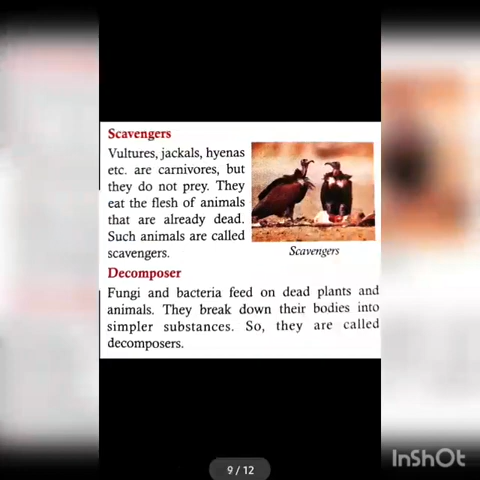 Scavengers
Vultures, jackals, hyenas
etc. are carnivores, but
they do not prey. They
eat the flesh of animals
that are already dead.
Such animals are called
scavengers.
Scavengers
Decomposer
Fungi and bacteria feed on dead plants and
animals. They break down their bodies into
simpler substances. So, they are called
decomposers.
9 / 12
InShOt